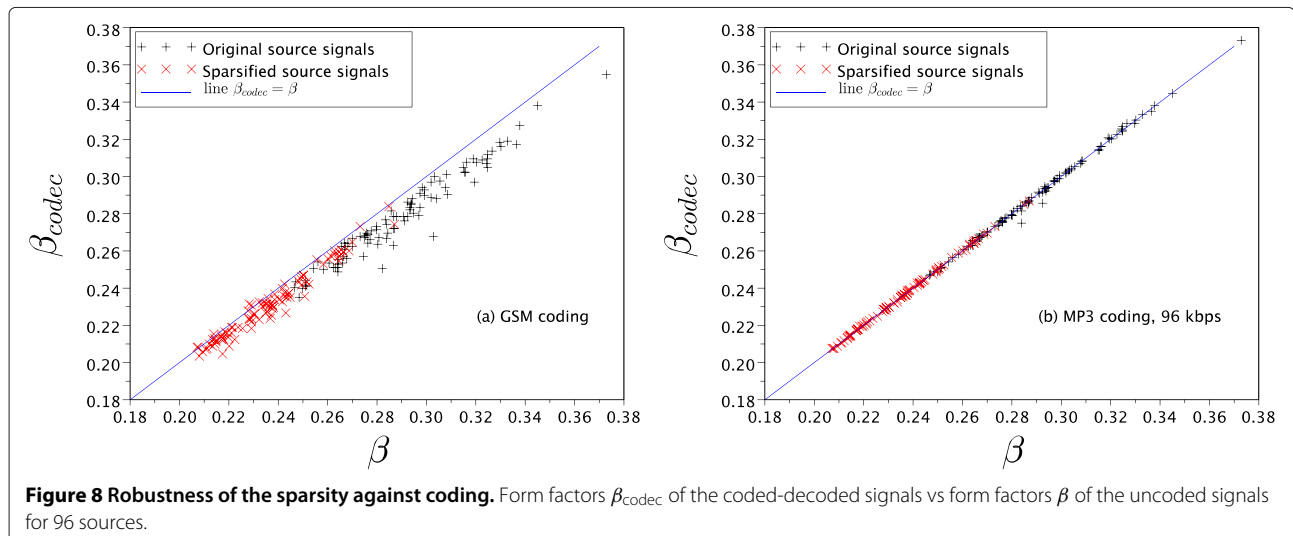 0.38
0.36
0.34
0.32
0.30
0.28
0.26
0.24
0.22
0.20
0.18
β_codec
Original source signals
Sparsified source signals
line β_codec = β
(a) GSM coding
0.18 0.20 0.22 0.24 0.26 0.28 0.30 0.32 0.34 0.36 0.38
β
0.38
0.36
0.34
0.32
0.30
0.28
0.26
0.24
0.22
0.20
0.18
β_codec
Original source signals
Sparsified source signals
line β_codec = β
(b) MP3 coding, 96 kbps
0.18 0.20 0.22 0.24 0.26 0.28 0.30 0.32 0.34 0.36 0.38
β
Figure 8 Robustness of the sparsity against coding. Form factors β_codec of the coded-decoded signals vs form factors β of the uncoded signals
for 96 sources.